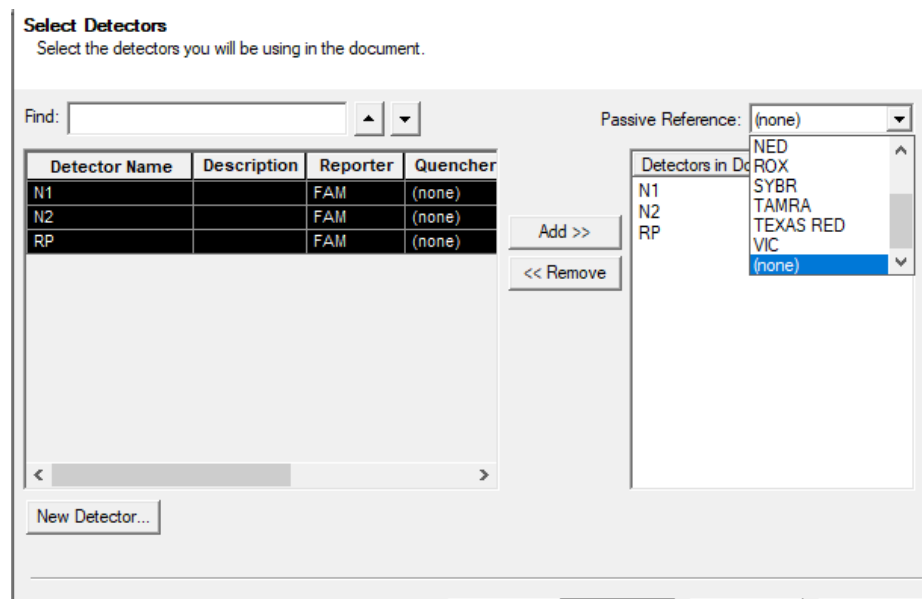 Select Detectors
Select the detectors you will be using in the document.
Find:
Passive Reference: (none)
NED
ROX
SYBR
TAMRA
TEXAS RED
VIC
(none)
Detector Name Description Reporter Quencher
N1 FAM (none)
N2 FAM (none)
RP FAM (none)
Add >>
<< Remove
Detectors in Do
N1
N2
RP
New Detector...